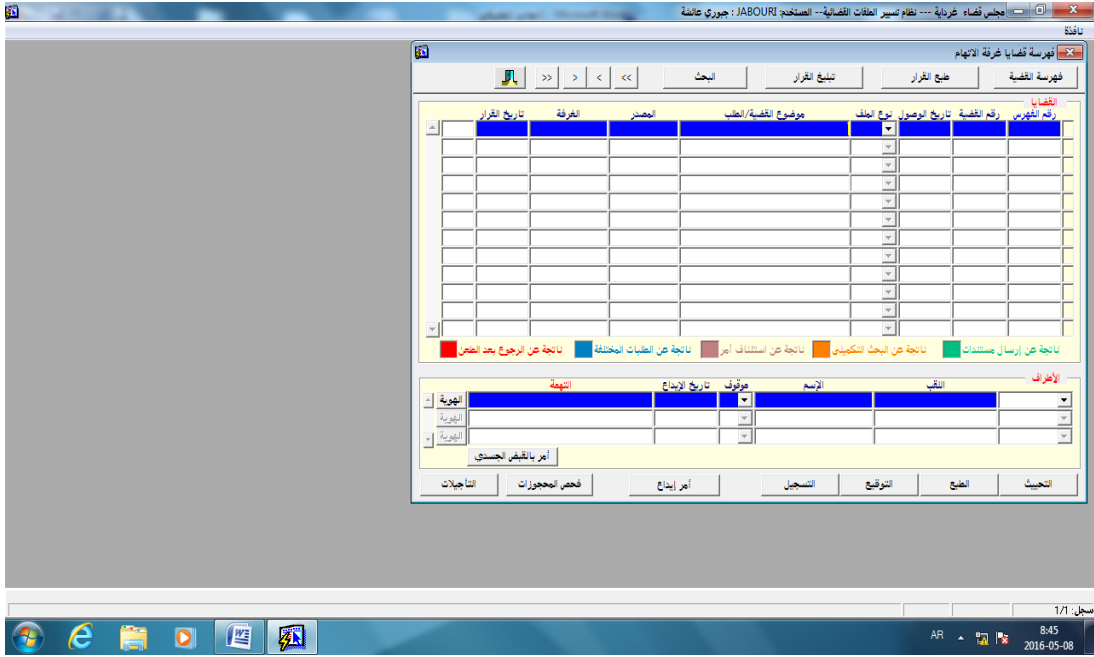 مجلس قضاء غرداية --- نظام تسيير الملفات القضائية-- المستخدم: JABOURI : جبوري عائشة
نافذة
فهرسة قضايا غرفة الاتهام
فهرسة القضية طبع القرار تبليغ القرار البحث << < > >>
القضايا
رقم الفهرس رقم القضية تاريخ الوصول نوع الملف موضوع القضية/الطلب المصدر الغرفة تاريخ القرار
ناتجة عن إرسال مستندات ناتجة عن البحث التكميلي ناتجة عن استئناف أمر ناتجة عن الطلبات المختلفة ناتجة عن الرجوع بعد الطعن
الأطراف
اللقب الإسم موقوف تاريخ الإيداع التهمة
الهوية
الهوية
الهوية
أمر بالقبض الجسدي
التحييث الطبع التوقيع التسجيل أمر إيداع فحص المحجوزات التأجيلات
سجل: 1/1
AR 8:45
2016-05-08